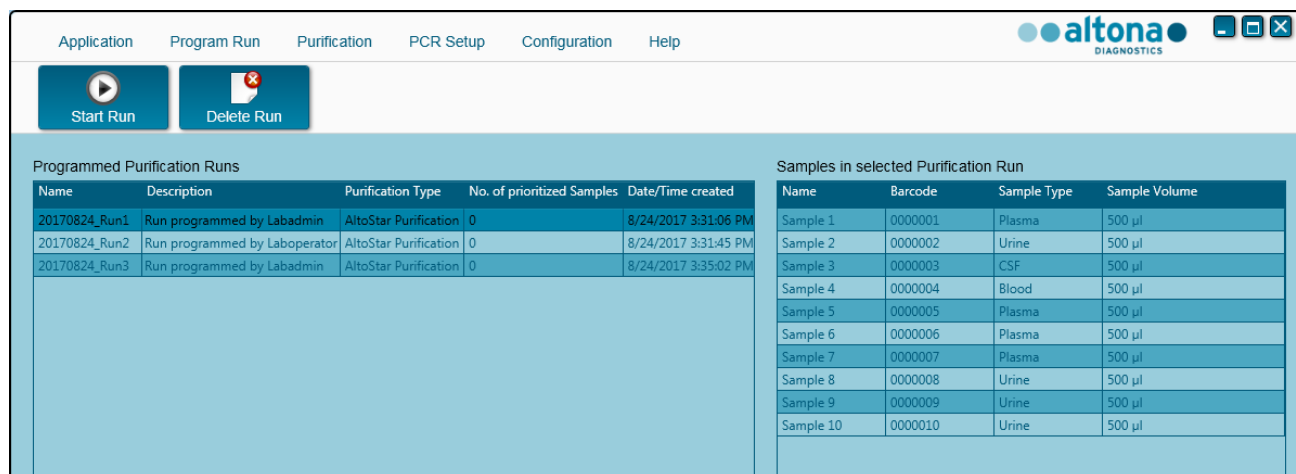 Application Program Run Purification PCR Setup Configuration Help
altona
DIAGNOSTICS
Start Run Delete Run
Programmed Purification Runs
Name Description Purification Type No. of prioritized Samples Date/Time created
20170824_Run1 Run programmed by Labadmin AltoStar Purification 0 8/24/2017 3:31:06 PM
20170824_Run2 Run programmed by Laboperator AltoStar Purification 0 8/24/2017 3:31:45 PM
20170824_Run3 Run programmed by Labadmin AltoStar Purification 0 8/24/2017 3:35:02 PM
Samples in selected Purification Run
Name Barcode Sample Type Sample Volume
Sample 1 0000001 Plasma 500 µl
Sample 2 0000002 Urine 500 µl
Sample 3 0000003 CSF 500 µl
Sample 4 0000004 Blood 500 µl
Sample 5 0000005 Plasma 500 µl
Sample 6 0000006 Plasma 500 µl
Sample 7 0000007 Plasma 500 µl
Sample 8 0000008 Urine 500 µl
Sample 9 0000009 Urine 500 µl
Sample 10 0000010 Urine 500 µl